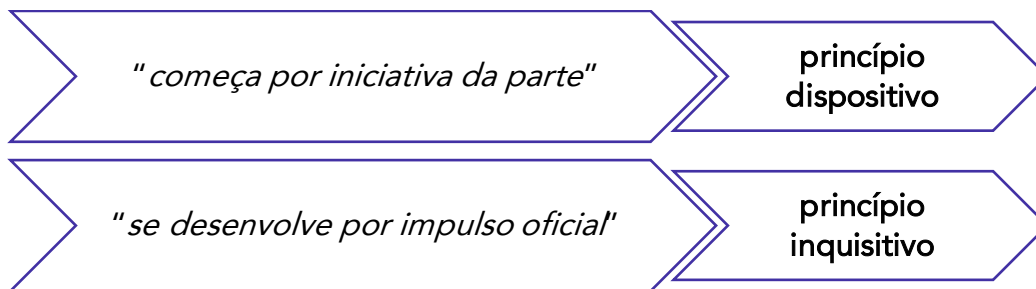 "começa por iniciativa da parte"
princípio
dispositivo
"se desenvolve por impulso oficial"
princípio
inquisitivo